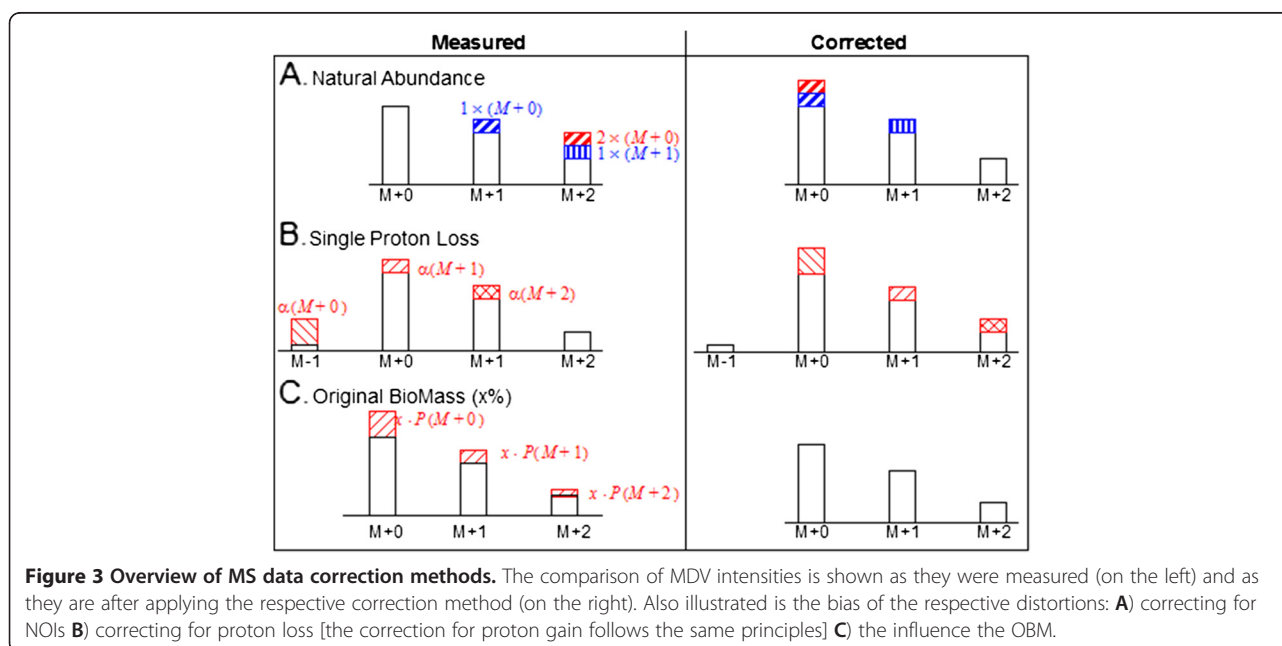 Measured Corrected
A. Natural Abundance
1 × (M+0)
2 × (M+0)
1 × (M+1)
M+0 M+1 M+2 M+0 M+1 M+2
B. Single Proton Loss
α(M+1)
α(M+2)
α(M+0)
M-1 M+0 M+1 M+2 M-1 M+0 M+1 M+2
C. Original BioMass (x%)
x · P(M+0)
x · P(M+1)
x · P(M+2)
M+0 M+1 M+2 M+0 M+1 M+2
Figure 3 Overview of MS data correction methods. The comparison of MDV intensities is shown as they were measured (on the left) and as
they are after applying the respective correction method (on the right). Also illustrated is the bias of the respective distortions: A) correcting for
NOIs B) correcting for proton loss [the correction for proton gain follows the same principles] C) the influence the OBM.